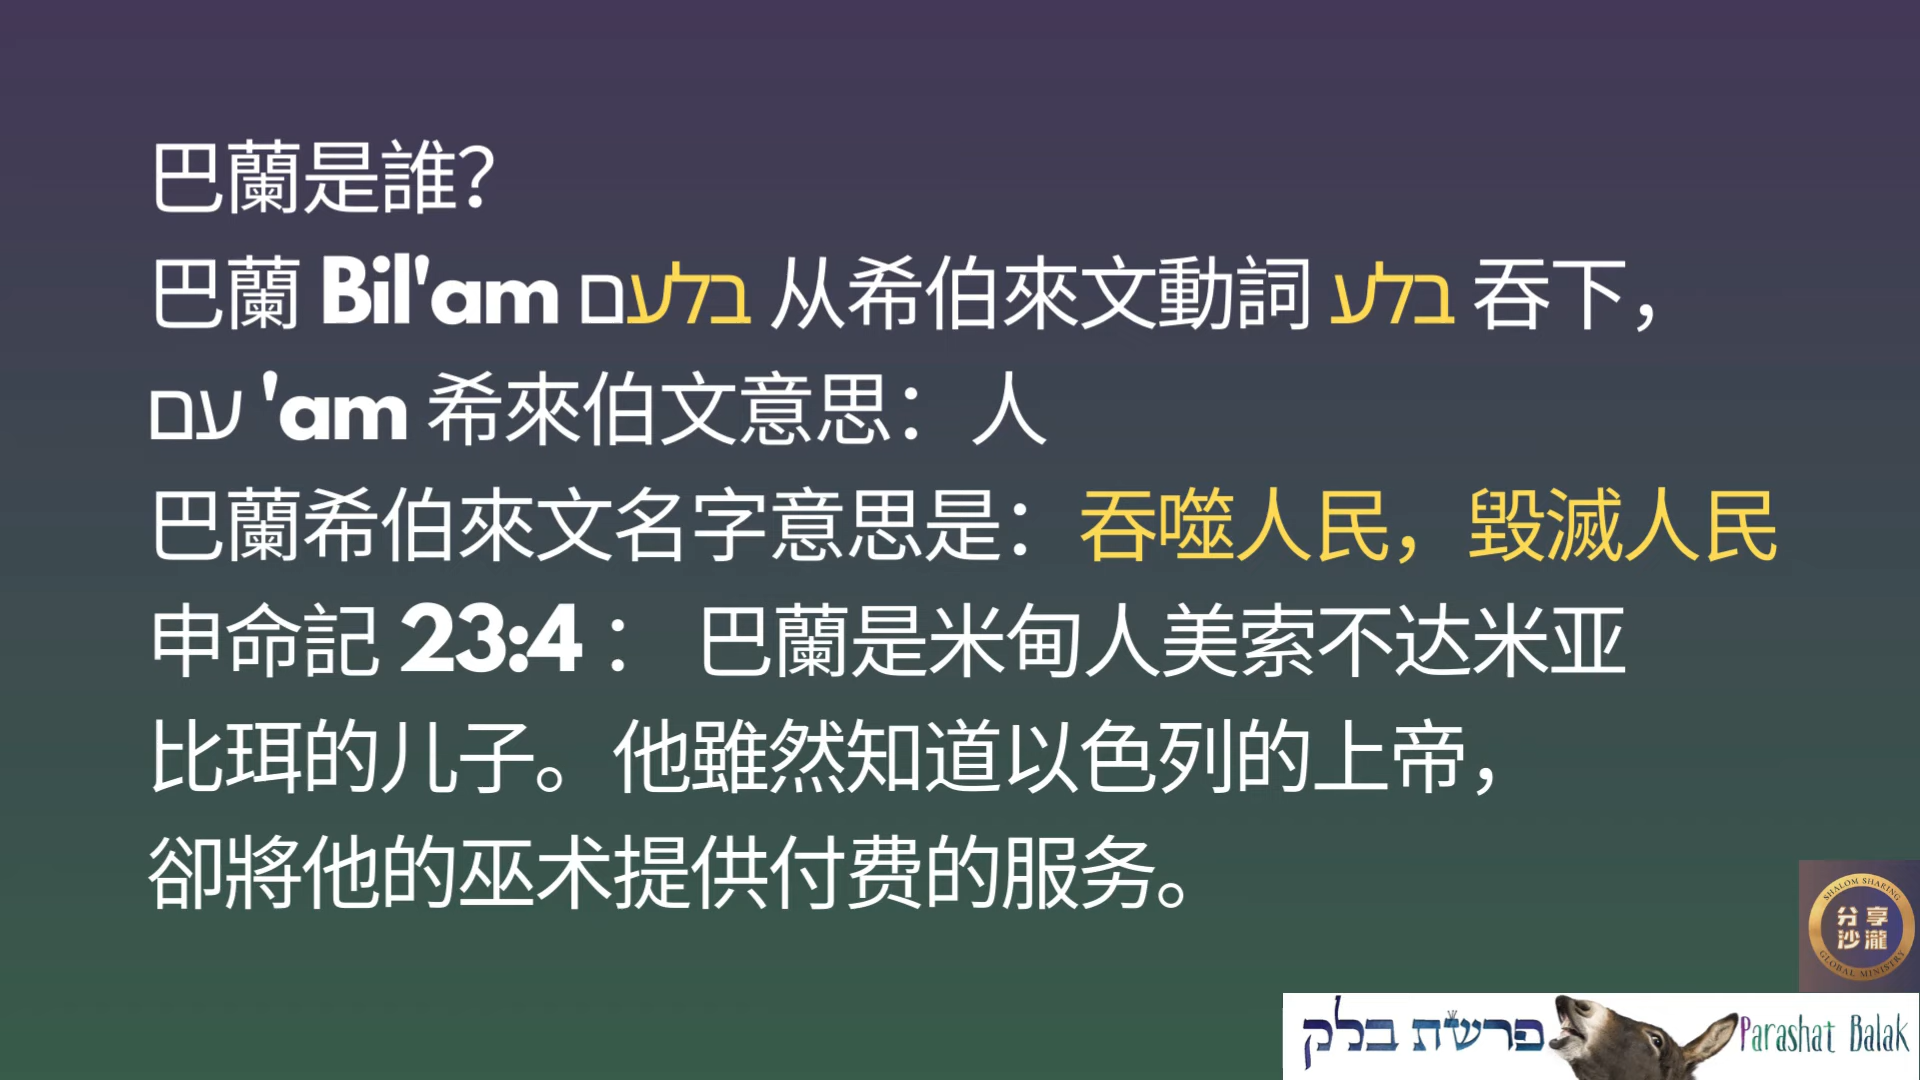 巴蘭是誰?
巴蘭 Bil'am בלעם 从希伯來文動詞 בלע 吞下,
עם 'am 希來伯文意思：人
巴蘭希伯來文名字意思是：吞噬人民，毀滅人民
申命記 23:4 ： 巴蘭是米甸人美索不达米亚
比珥的儿子。他雖然知道以色列的上帝，
卻將他的巫术提供付费的服务。
SHALOM SHARING
分享
沙瀧
GLOBAL MINISTRY
פרשת בלק Parashat Balak